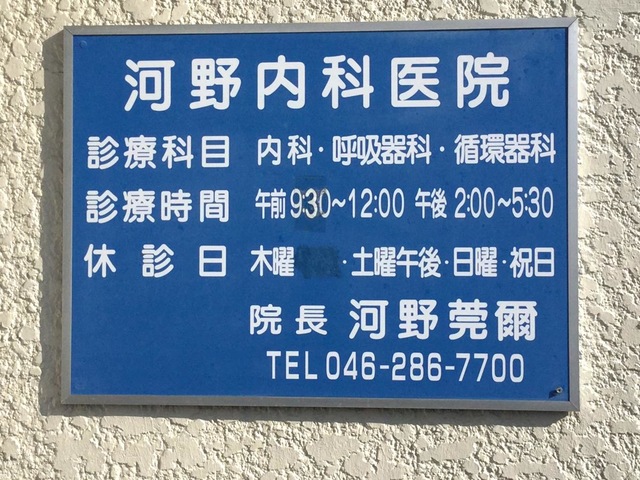 河野内科医院
診療科目 内科・呼吸器科・循環器科
診療時間 午前9:30~12:00 午後2:00~5:30
休診日 木曜 ・土曜午後・日曜・祝日
院長 河野莞爾
TEL 046-286-7700